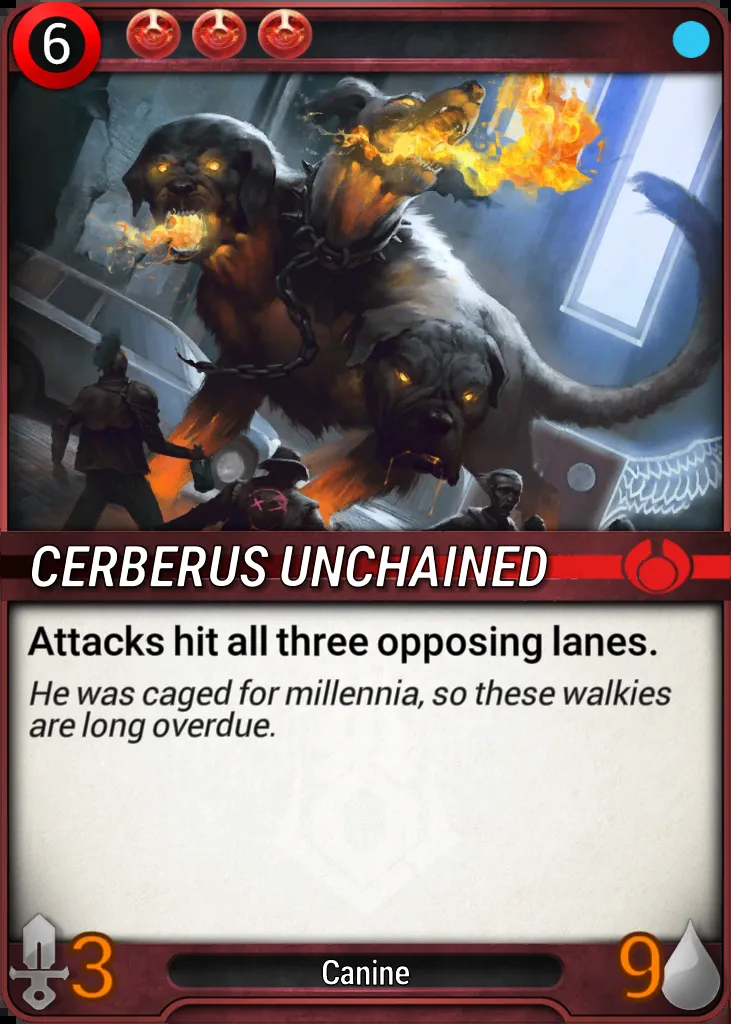 6
CERBERUS UNCHAINED
Attacks hit all three opposing lanes.
He was caged for millennia, so these walkies
are long overdue.
3
Canine
9